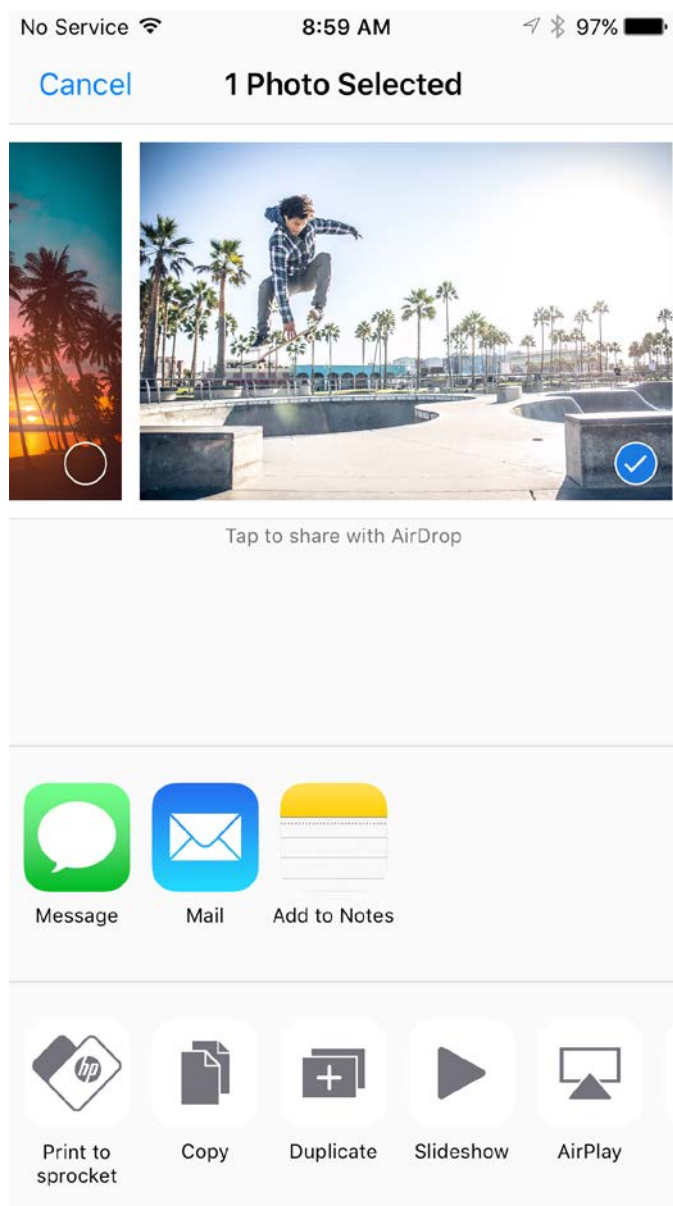 No Service 8:59 AM 97%
Cancel 1 Photo Selected
Tap to share with AirDrop
Message Mail Add to Notes
hp
Print to sprocket Copy Duplicate Slideshow AirPlay